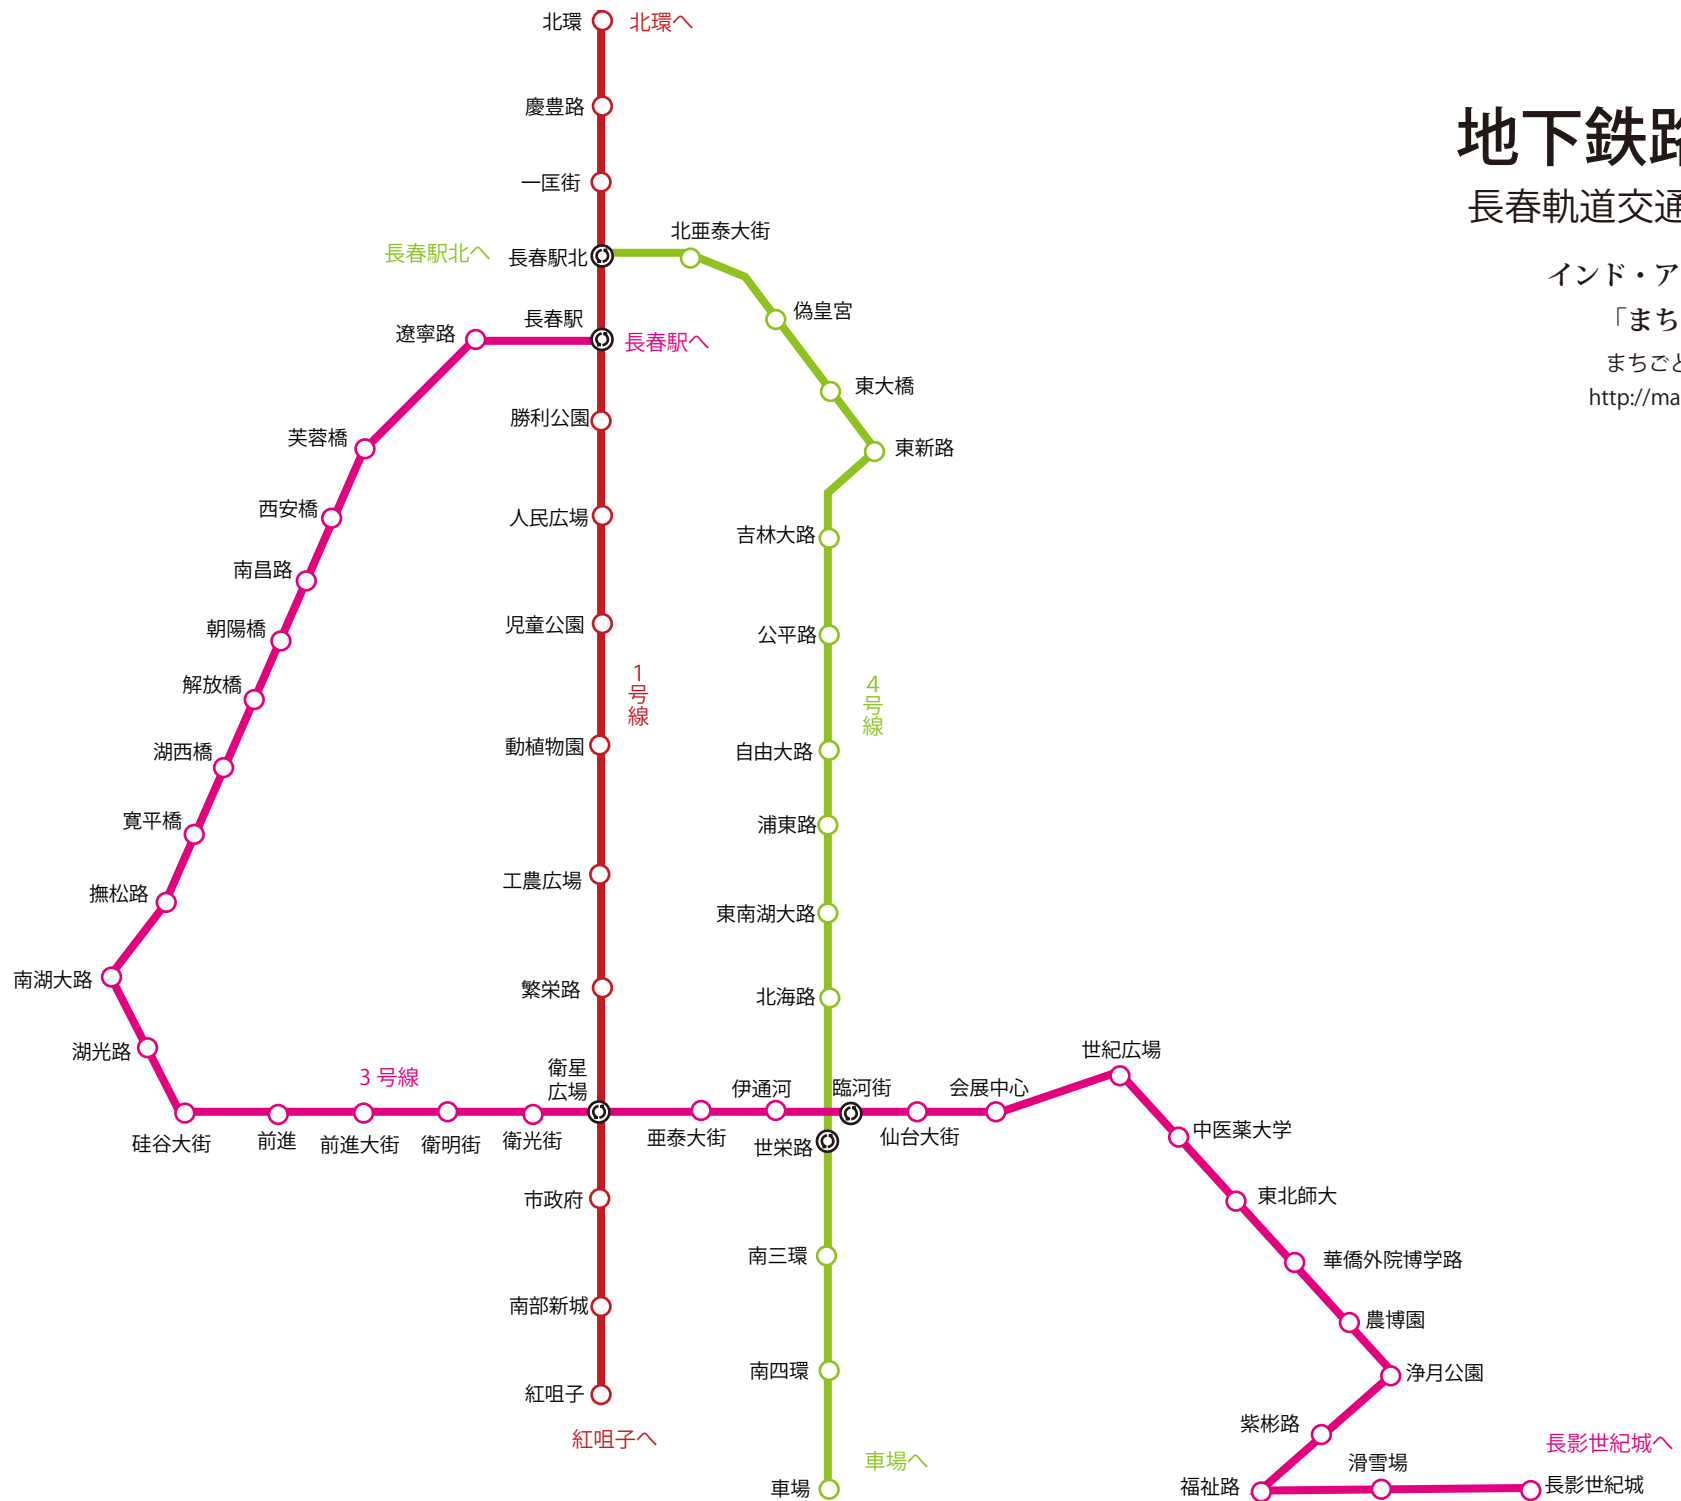 北環
北環へ
慶豊路
一匡街
長春駅北へ
長春駅北
北亜泰大街
偽皇宮
東大橋
東新路
長春駅
長春駅へ
遼寧路
芙蓉橋
西安橋
南昌路
朝陽橋
解放橋
湖西橋
寛平橋
撫松路
南湖大路
湖光路
硅谷大街
前進
前進大街
衛明街
衛光街
3 号線
勝利公園
人民広場
児童公園
1号線
動植物園
工農広場
繁栄路
衛星
広場
市政府
南部新城
紅咀子
紅咀子へ
吉林大路
公平路
4号線
自由大路
浦東路
東南湖大路
北海路
伊通河
臨河街
会展中心
亜泰大街
世栄路
仙台大街
南三環
南四環
車場へ
車場
世紀広場
中医薬大学
東北師大
華僑外院博学路
農博園
浄月公園
紫彬路
福祉路
滑雪場
長影世紀城へ
長影世紀城
地下鉄路
長春軌道交通
インド・ア
「まち
まちごと
http://ma